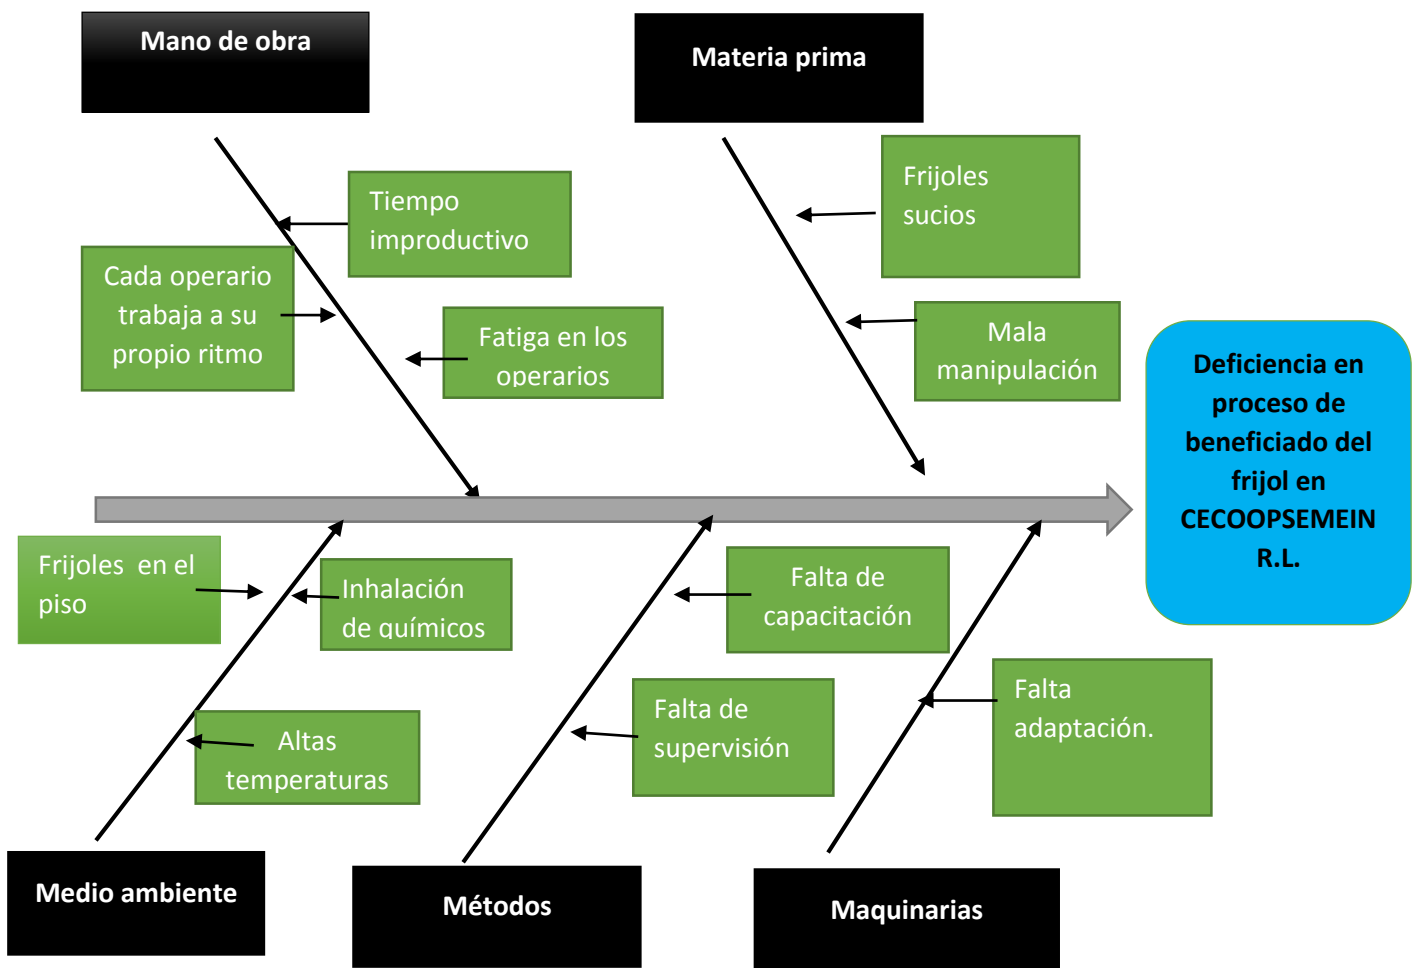 Mano de obra
Materia prima
Tiempo
improductivo
Cada operario
trabaja a su
propio ritmo
Fatiga en los
operarios
Frijoles
sucios
Mala
manipulación
Deficiencia en
proceso de
beneficiado del
frijol en
CECOOPSEMEIN
R.L.
Frijoles  en el
piso
Inhalación
de químicos
Altas
temperaturas
Falta de
capacitación
Falta de
supervisión
Falta
adaptación.
Medio ambiente
Métodos
Maquinarias